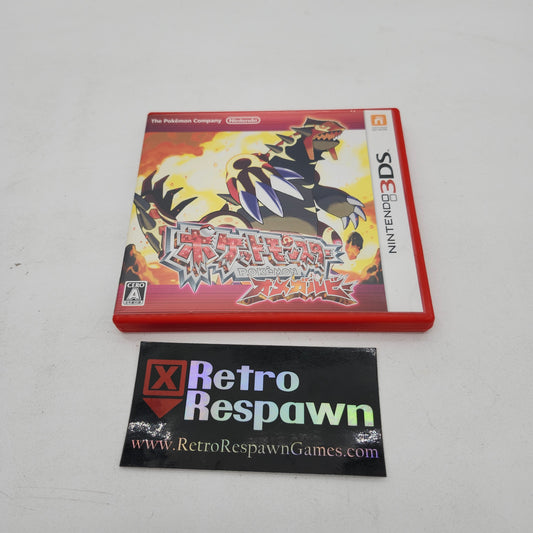 The Pokémon Company Nintendo
NINTENDO 3DS
ポケットモンスター
POKÉMON
オメガルビー
CERO
A
X Retro
Respawn
www.RetroRespawnGames.com